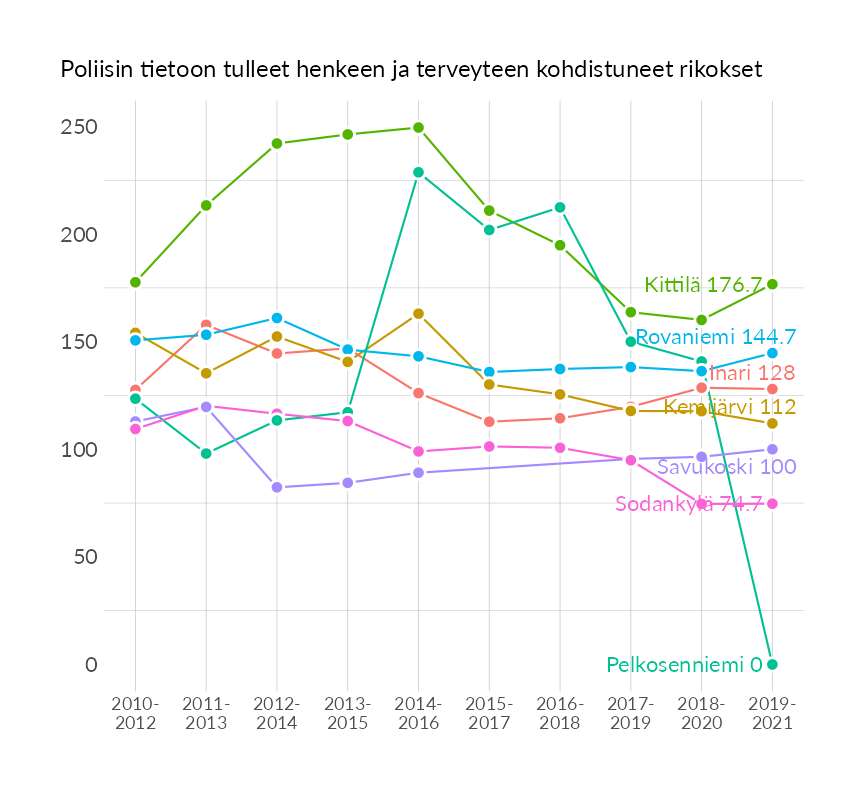 Poliisin tietoon tulleet henkeen ja terveyteen kohdistuneet rikokset
250
200
150
100
50
0
Kittilä 176.7
Rovaniemi 144.7
Inari 128
Kemijärvi 112
Savukoski 100
Sodankylä 74.7
Pelkosenniemi 0
2010- 2011- 2012- 2013- 2014- 2015- 2016- 2017- 2018- 2019-
2012 2013 2014 2015 2016 2017 2018 2019 2020 2021